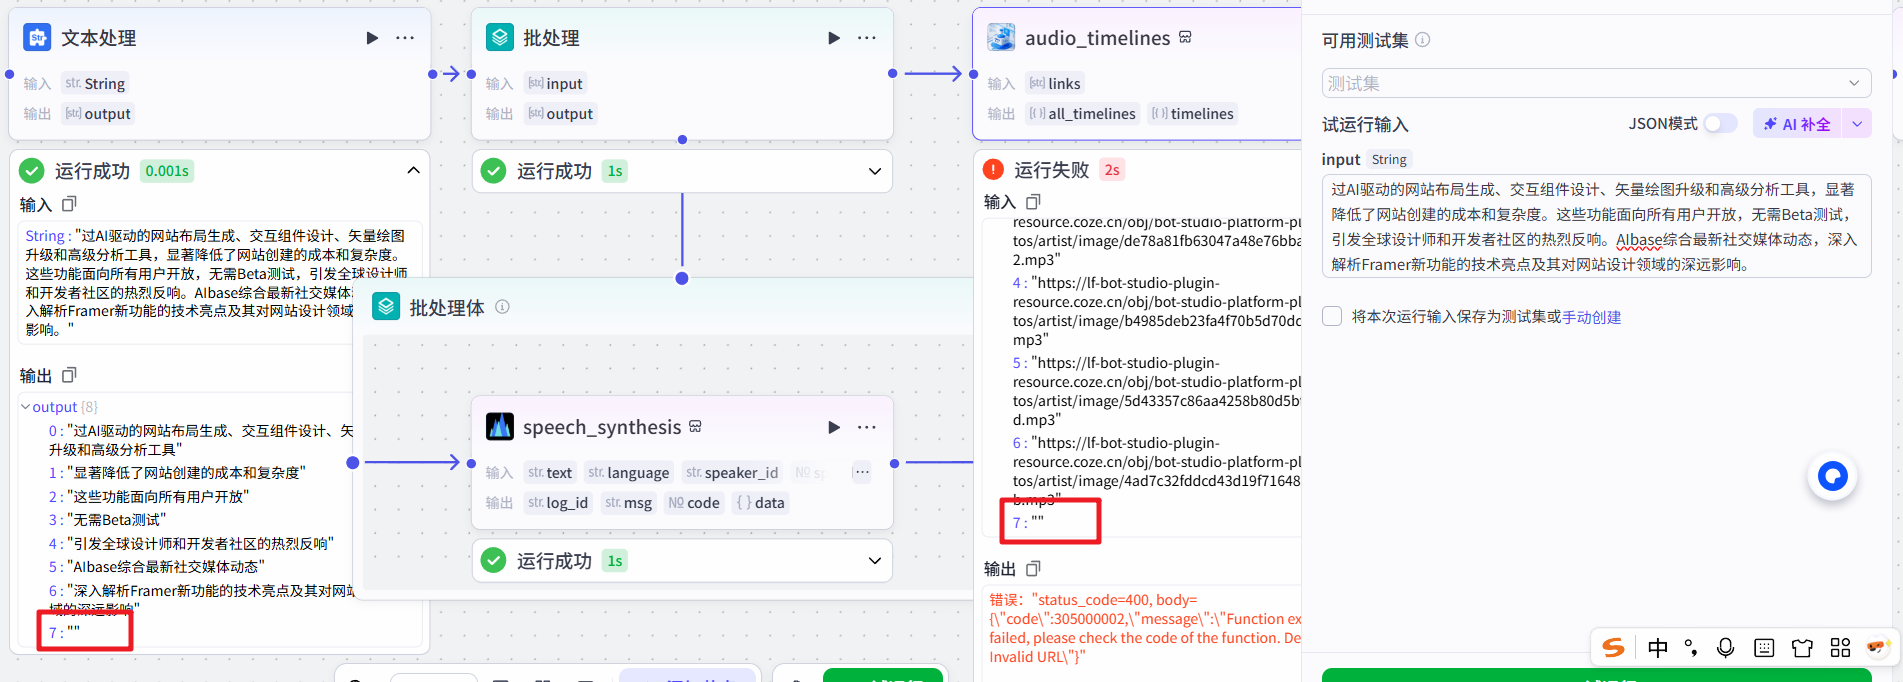 文本处理
输入 str. String
输出 [str] output
运行成功 0.001s
输入
String : "过AI驱动的网站布局生成、交互组件设计、矢量绘图
升级和高级分析工具，显著降低了网站创建的成本和复杂度。
这些功能面向所有用户开放，无需Beta测试，引发全球设计师
和开发者社区的热烈反响。AIbase综合最新社交媒体
入解析Framer新功能的技术亮点及其对网站设计领域
影响。"
输出
output {8}
0 : "过AI驱动的网站布局生成、交互组件设计、矢
升级和高级分析工具"
1 : "显著降低了网站创建的成本和复杂度"
2 : "这些功能面向所有用户开放"
3 : "无需Beta测试"
4 : "引发全球设计师和开发者社区的热烈反响"
5 : "AIbase综合最新社交媒体动态"
6 : "深入解析Framer新功能的技术亮点及其对网站
域的深远影响"
7 : ""
批处理
输入 [str] input
输出 [str] output
运行成功 1s
批处理体
speech_synthesis
输入 str. text str. language str. speaker_id № sp ...
输出 str. log_id str. msg № code { } data
运行成功 1s
audio_timelines
输入 [str] links
输出 [{}] all_timelines [{}] timelines
运行失败 2s
输入
resource.coze.cn/obj/bot-studio-platform-pl
tos/artist/image/de78a81fb63047a48e76bba
2.mp3"
4 : "https://lf-bot-studio-plugin-
resource.coze.cn/obj/bot-studio-platform-pl
tos/artist/image/b4985deb23fa4f70b5d70dc
mp3"
5 : "https://lf-bot-studio-plugin-
resource.coze.cn/obj/bot-studio-platform-pl
tos/artist/image/5d43357c86aa4258b80d5b
d.mp3"
6 : "https://lf-bot-studio-plugin-
resource.coze.cn/obj/bot-studio-platform-pl
tos/artist/image/4ad7c32fddcd43d19f71648
b.mp3"
7 : ""
输出
错误："status_code=400, body=
{\"code\":305000002,\"message\":\"Function ex
failed, please check the code of the function. De
Invalid URL\"}"
可用测试集
测试集
试运行输入 JSON模式 AI 补全
input String
过AI驱动的网站布局生成、交互组件设计、矢量绘图升级和高级分析工具，显著
降低了网站创建的成本和复杂度。这些功能面向所有用户开放，无需Beta测试，
引发全球设计师和开发者社区的热烈反响。AIbase综合最新社交媒体动态，深入
解析Framer新功能的技术亮点及其对网站设计领域的深远影响。
将本次运行输入保存为测试集或手动创建
中